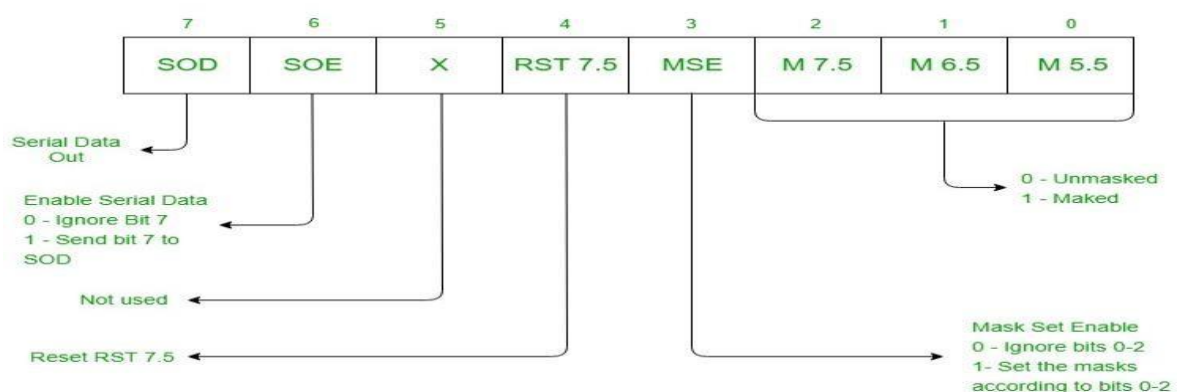 7 6 5 4 3 2 1 0
SOD SOE X RST 7.5 MSE M 7.5 M 6.5 M 5.5
Serial Data
Out
Enable Serial Data
0 - Ignore Bit 7
1 - Send bit 7 to
SOD
Not used
Reset RST 7.5
0 - Unmasked
1 - Maked
Mask Set Enable
0 - Ignore bits 0-2
1- Set the masks
according to bits 0-2